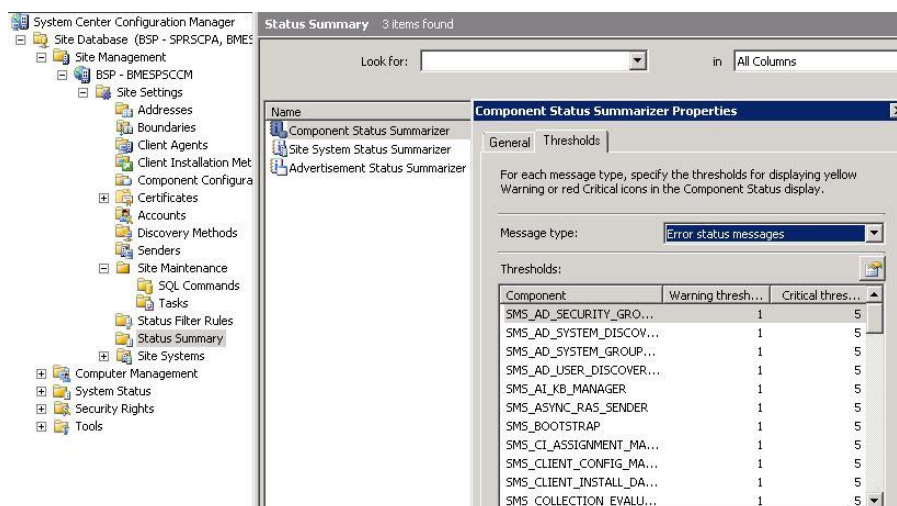 System Center Configuration Manager
Site Database (BSP - SPRSCPA, BMES
Site Management
BSP - BMESPSCCM
Site Settings
Addresses
Boundaries
Client Agents
Client Installation Met
Component Configura
Certificates
Accounts
Discovery Methods
Senders
Site Maintenance
SQL Commands
Tasks
Status Filter Rules
Status Summary
Site Systems
Computer Management
System Status
Security Rights
Tools
Status Summary 3 items found
Look for: in All Columns
Name
Component Status Summarizer
Site System Status Summarizer
Advertisement Status Summarizer
Component Status Summarizer Properties
General Thresholds
For each message type, specify the thresholds for displaying yellow
Warning or red Critical icons in the Component Status display.
Message type: Error status messages
Thresholds:
Component Warning thresh... Critical thres...
SMS_AD_SECURITY_GRO... 1 5
SMS_AD_SYSTEM_DISCOV... 1 5
SMS_AD_SYSTEM_GROUP... 1 5
SMS_AD_USER_DISCOVER... 1 5
SMS_AI_KB_MANAGER 1 5
SMS_ASYNC_RAS_SENDER 1 5
SMS_BOOTSTRAP 1 5
SMS_CI_ASSIGNMENT_MA... 1 5
SMS_CLIENT_CONFIG_MA... 1 5
SMS_CLIENT_INSTALL_DA... 1 5
SMS_COLLECTION_EVALU... 1 5